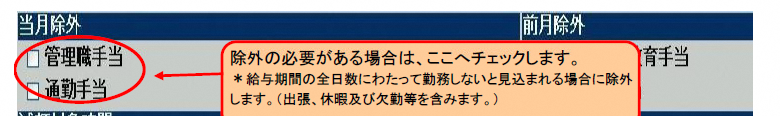 当月除外
前月除外
管理職手当
除外の必要がある場合は、ここへチェックします。
育手当
*給与期間の全日数にわたって勤務しないと見込まれる場合に除外
通勤手当
します。(出張、休暇及び欠勤等を含みます。)